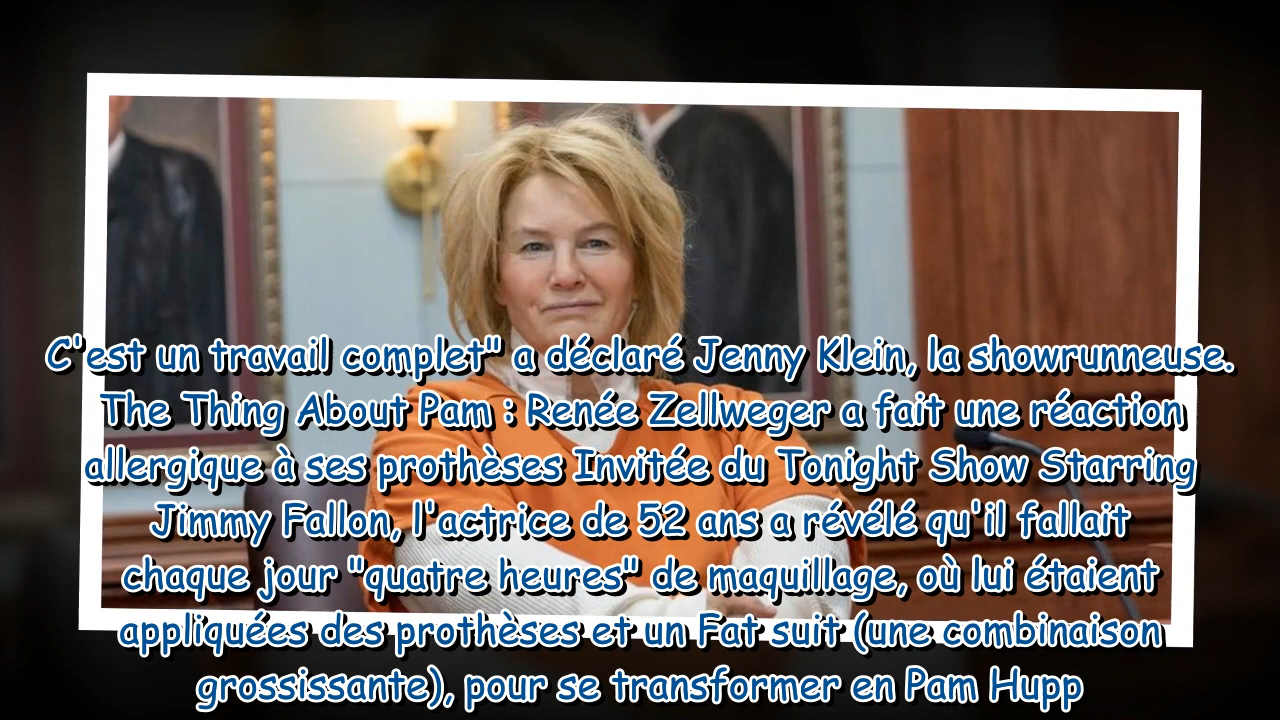 C'est un travail complet" a déclaré Jenny Klein, la showrunneuse.
The Thing About Pam : Renée Zellweger a fait une réaction
allergique à ses prothèses Invitée du Tonight Show Starring
Jimmy Fallon, l'actrice de 52 ans a révélé qu'il fallait
chaque jour "quatre heures" de maquillage, où lui étaient
appliquées des prothèses et un Fat suit (une combinaison
grossissante), pour se transformer en Pam Hupp